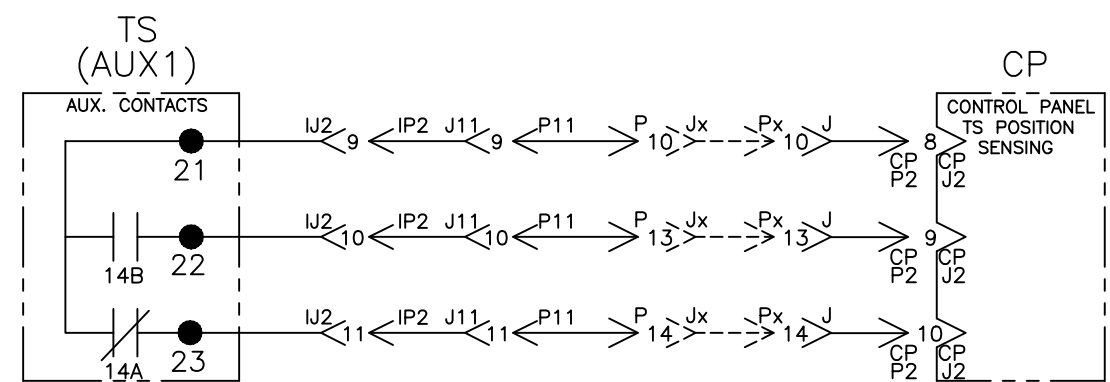 TS
(AUX1)
CP
AUX. CONTACTS
CONTROL PANEL
TS POSITION
SENSING
IJ2 9 IP2 J11 9 P11 P 10 Jx Px 10 J 8
21
CP CP
P2 J2
IJ2 10 IP2 J11 10 P11 P 13 Jx Px 13 J 9
14B 22
CP CP
P2 J2
IJ2 11 IP2 J11 11 P11 P 14 Jx Px 14 J 10
14A 23
CP CP
P2 J2